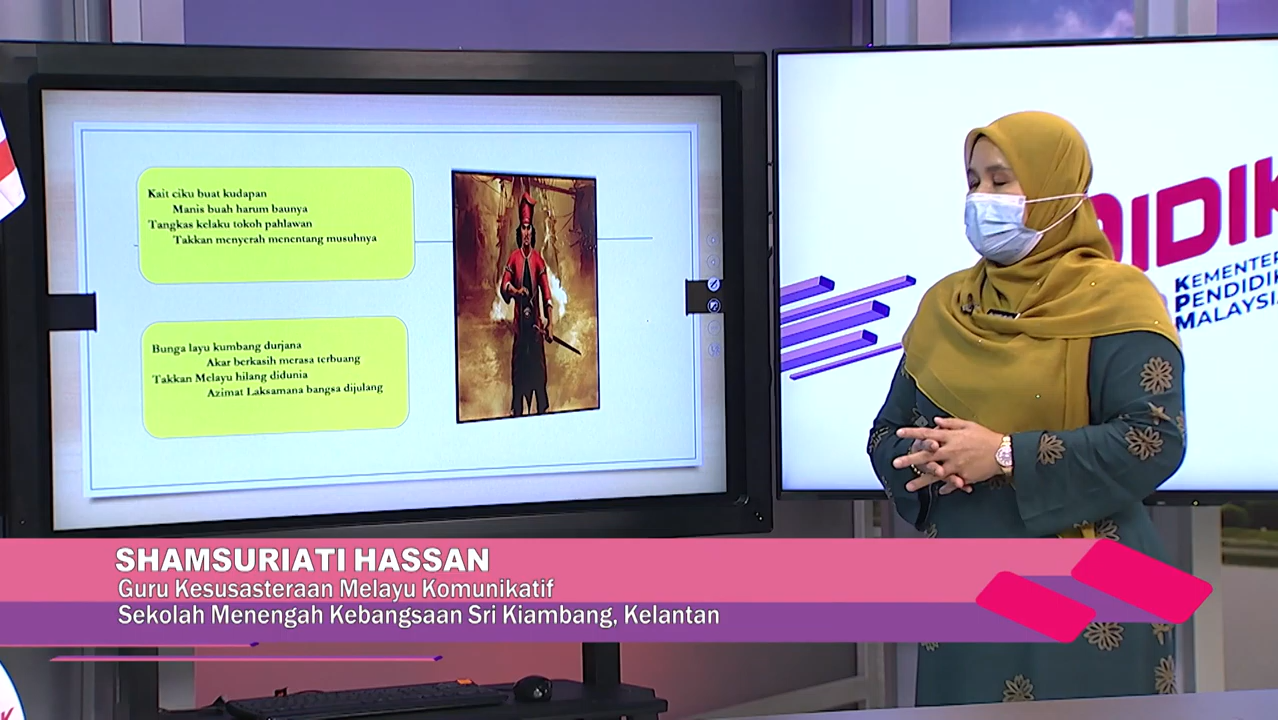 Kait ciku buat kudapan
Manis buah harum baunya
Tangkas kelaku tokoh pahlawan
Takkan menyerah menentang musuhnya
Bunga layu kumbang durjana
Akar berkasih merasa terbuang
Takkan Melayu hilang didunia
Azimat Laksamana bangsa dijulang
DIDIK
KEMENTER
PENDIDIK
MALAYSIA
SHAMSURIATI HASSAN
Guru Kesusasteraan Melayu Komunikatif
Sekolah Menengah Kebangsaan Sri Kiambang, Kelantan